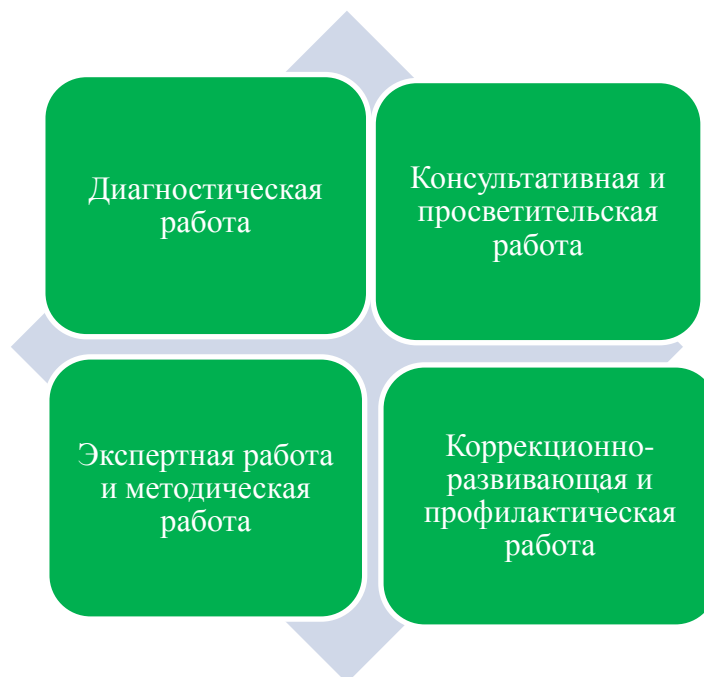 Диагностическая
работа
Консультативная и
просветительская
работа
Экспертная работа
и методическая
работа
Коррекционно-
развивающая и
профилактическая
работа